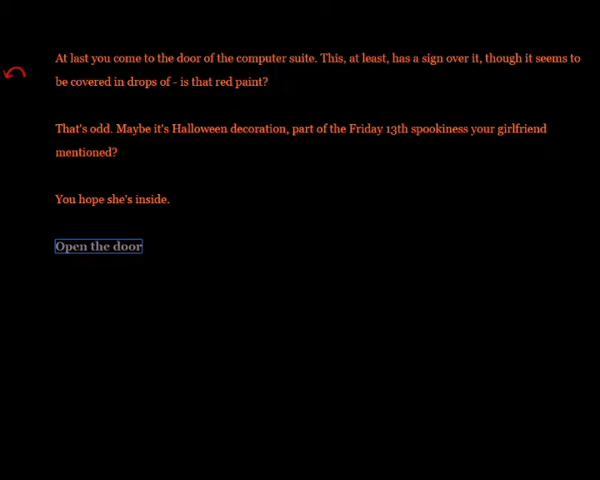 At last you come to the door of the computer suite. This, at least, has a sign over it, though it seems to
be covered in drops of - is that red paint?
That's odd. Maybe it's Halloween decoration, part of the Friday 13th spookiness your girlfriend
mentioned?
You hope she's inside.
Open the door